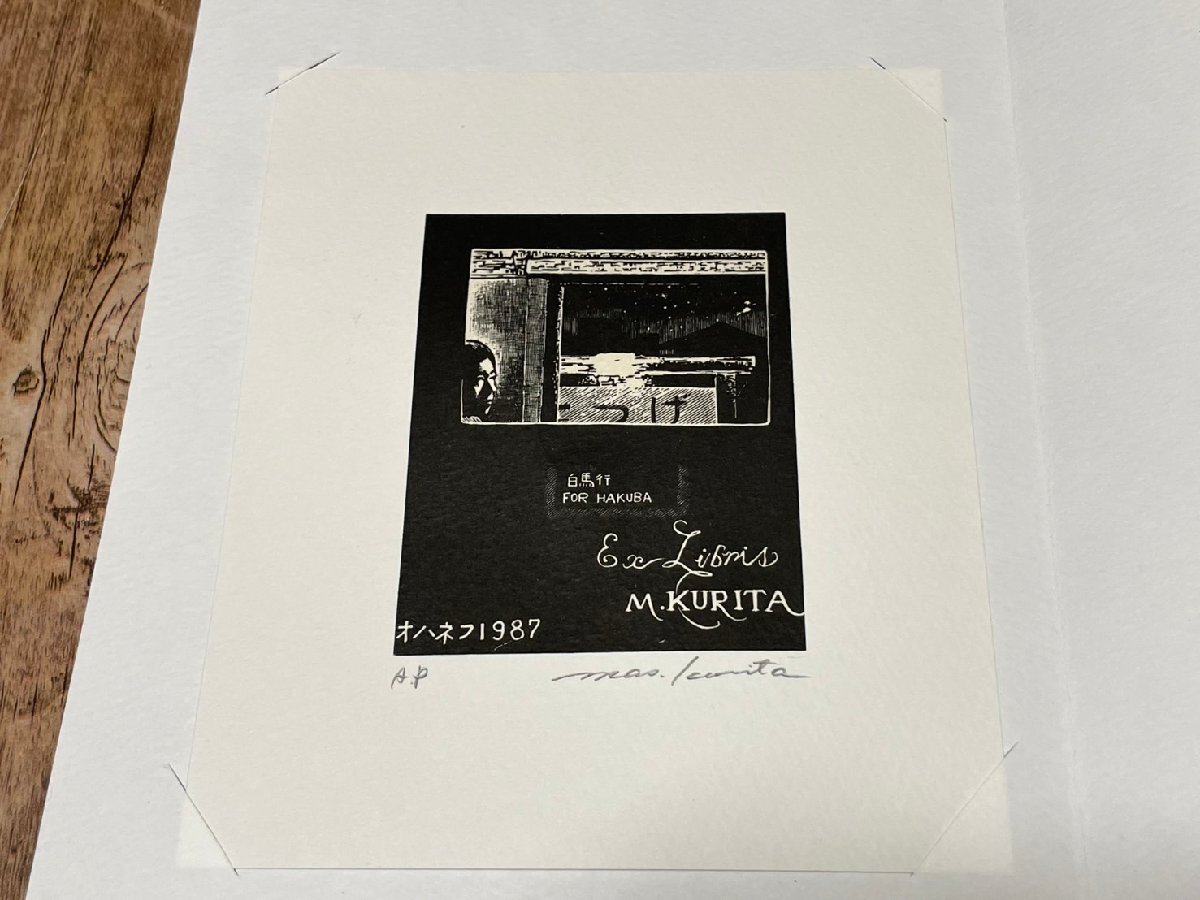 つげ
白馬行
FOR HAKUBA
Ex Libris
M.KURITA
オハネフ1987
A.P
mas. Kurita